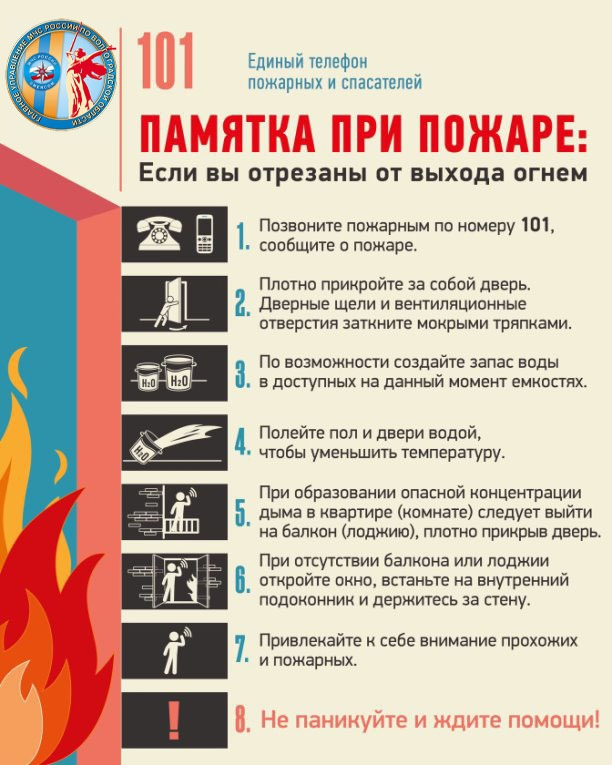 ГЛАВНОЕ УПРАВЛЕНИЕ МЧС РОССИИ ПО ВОЛГОГРАДСКОЙ ОБЛАСТИ
МЧС РОССИИ
EMERCOM
101
Единый телефон
пожарных и спасателей
ПАМЯТКА ПРИ ПОЖАРЕ:
Если вы отрезаны от выхода огнем
1. Позвоните пожарным по номеру 101,
сообщите о пожаре.
2. Плотно прикройте за собой дверь.
Дверные щели и вентиляционные
отверстия заткните мокрыми тряпками.
H2O H2O
3. По возможности создайте запас воды
в доступных на данный момент емкостях.
H2O
4. Полейте пол и двери водой,
чтобы уменьшить температуру.
5. При образовании опасной концентрации
дыма в квартире (комнате) следует выйти
на балкон (лоджию), плотно прикрыв дверь.
6. При отсутствии балкона или лоджии
откройте окно, встаньте на внутренний
подоконник и держитесь за стену.
7. Привлекайте к себе внимание прохожих
и пожарных.
! 8. Не паникуйте и ждите помощи!